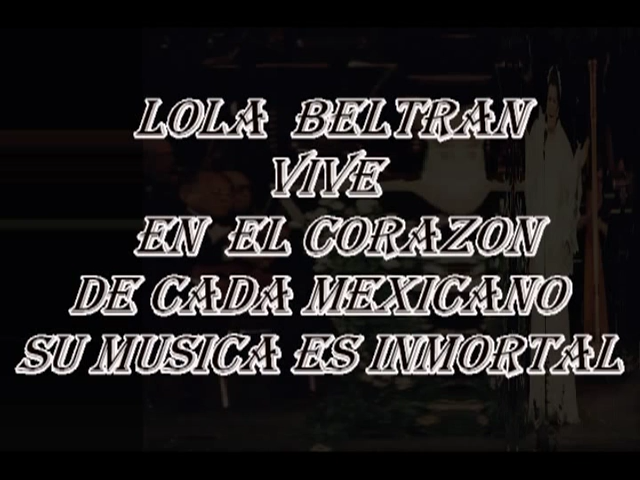 LOLA BELTRAN
VIVE
EN EL CORAZON
DE CADA MEXICANO
SU MUSICA ES INMORTAL